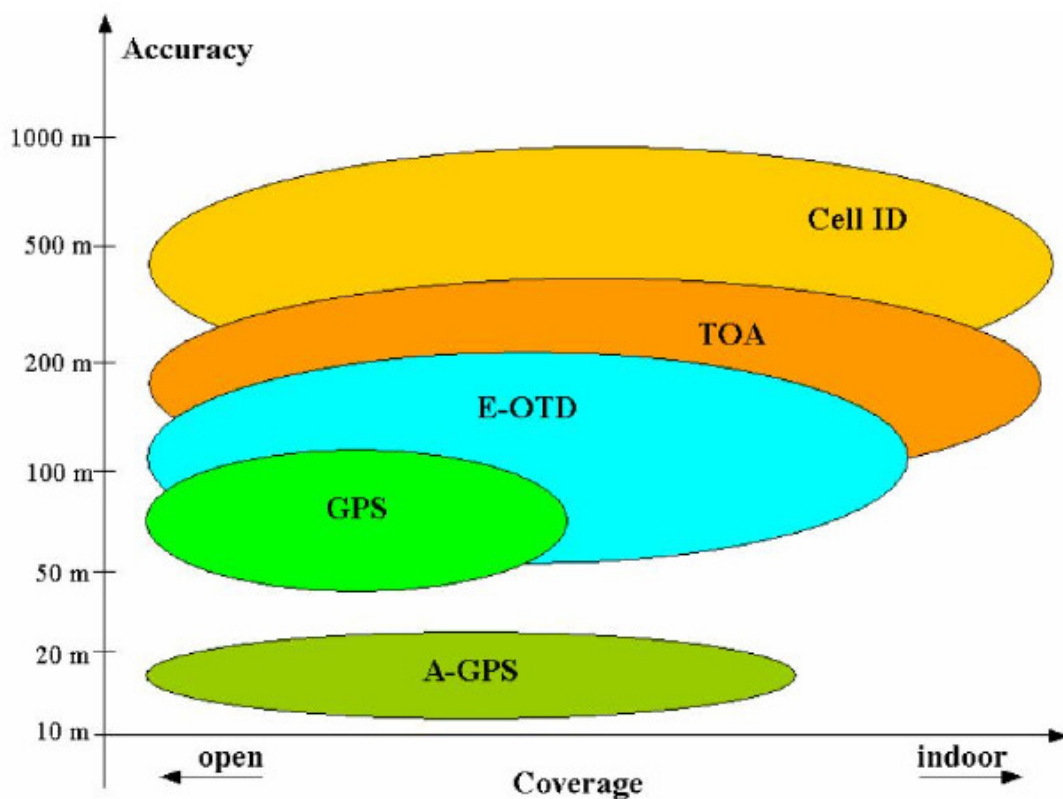 Accuracy
1000 m
Cell ID
500 m
TOA
200 m
E-OTD
100 m
GPS
50 m
20 m
A-GPS
10 m
open
indoor
Coverage